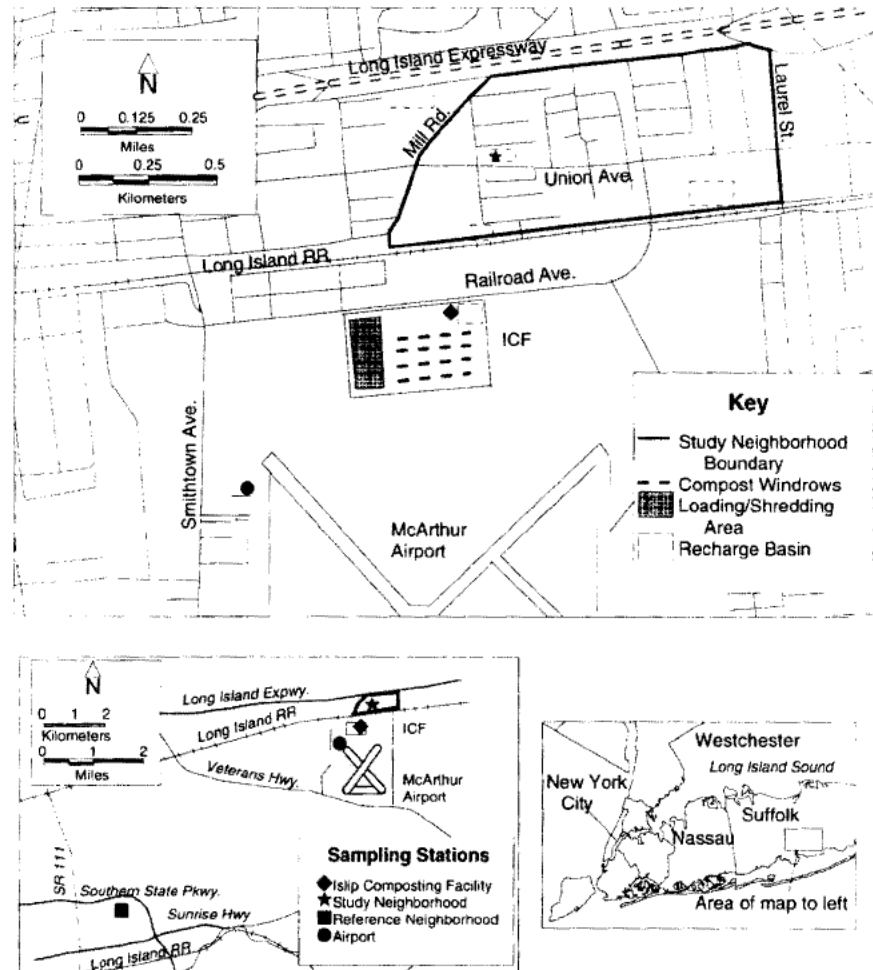 Long Island Expressway
N
0 0.125 0.25
Miles
0 0.25 0.5
Kilometers
Mill Rd.
Laurel St.
Union Ave.
Long Island RR
Railroad Ave.
ICF
Smithtown Ave.
McArthur
Airport
Key
Study Neighborhood
Boundary
Compost Windrows
Loading/Shredding
Area
Recharge Basin
N
0 1 2
Kilometers
0 1 2
Miles
Long Island Expwy.
Long Island RR
ICF
Veterans Hwy.
McArthur
Airport
SR 111
Southern State Pkwy.
Sunrise Hwy
Long Island RR
Sampling Stations
Islip Composting Facility
Study Neighborhood
Reference Neighborhood
Airport
Westchester
Long Island Sound
New York
City
Suffolk
Nassau
Area of map to left